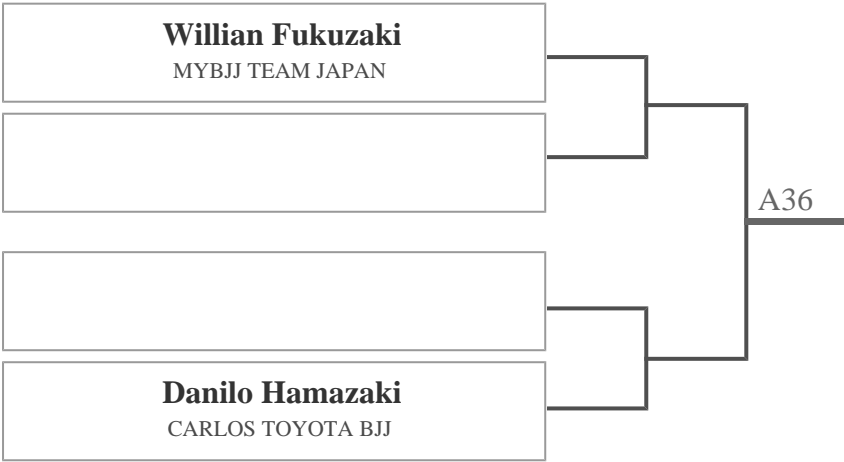 Willian Fukuzaki
MYBJJ TEAM JAPAN
A36
Danilo Hamazaki
CARLOS TOYOTA BJJ